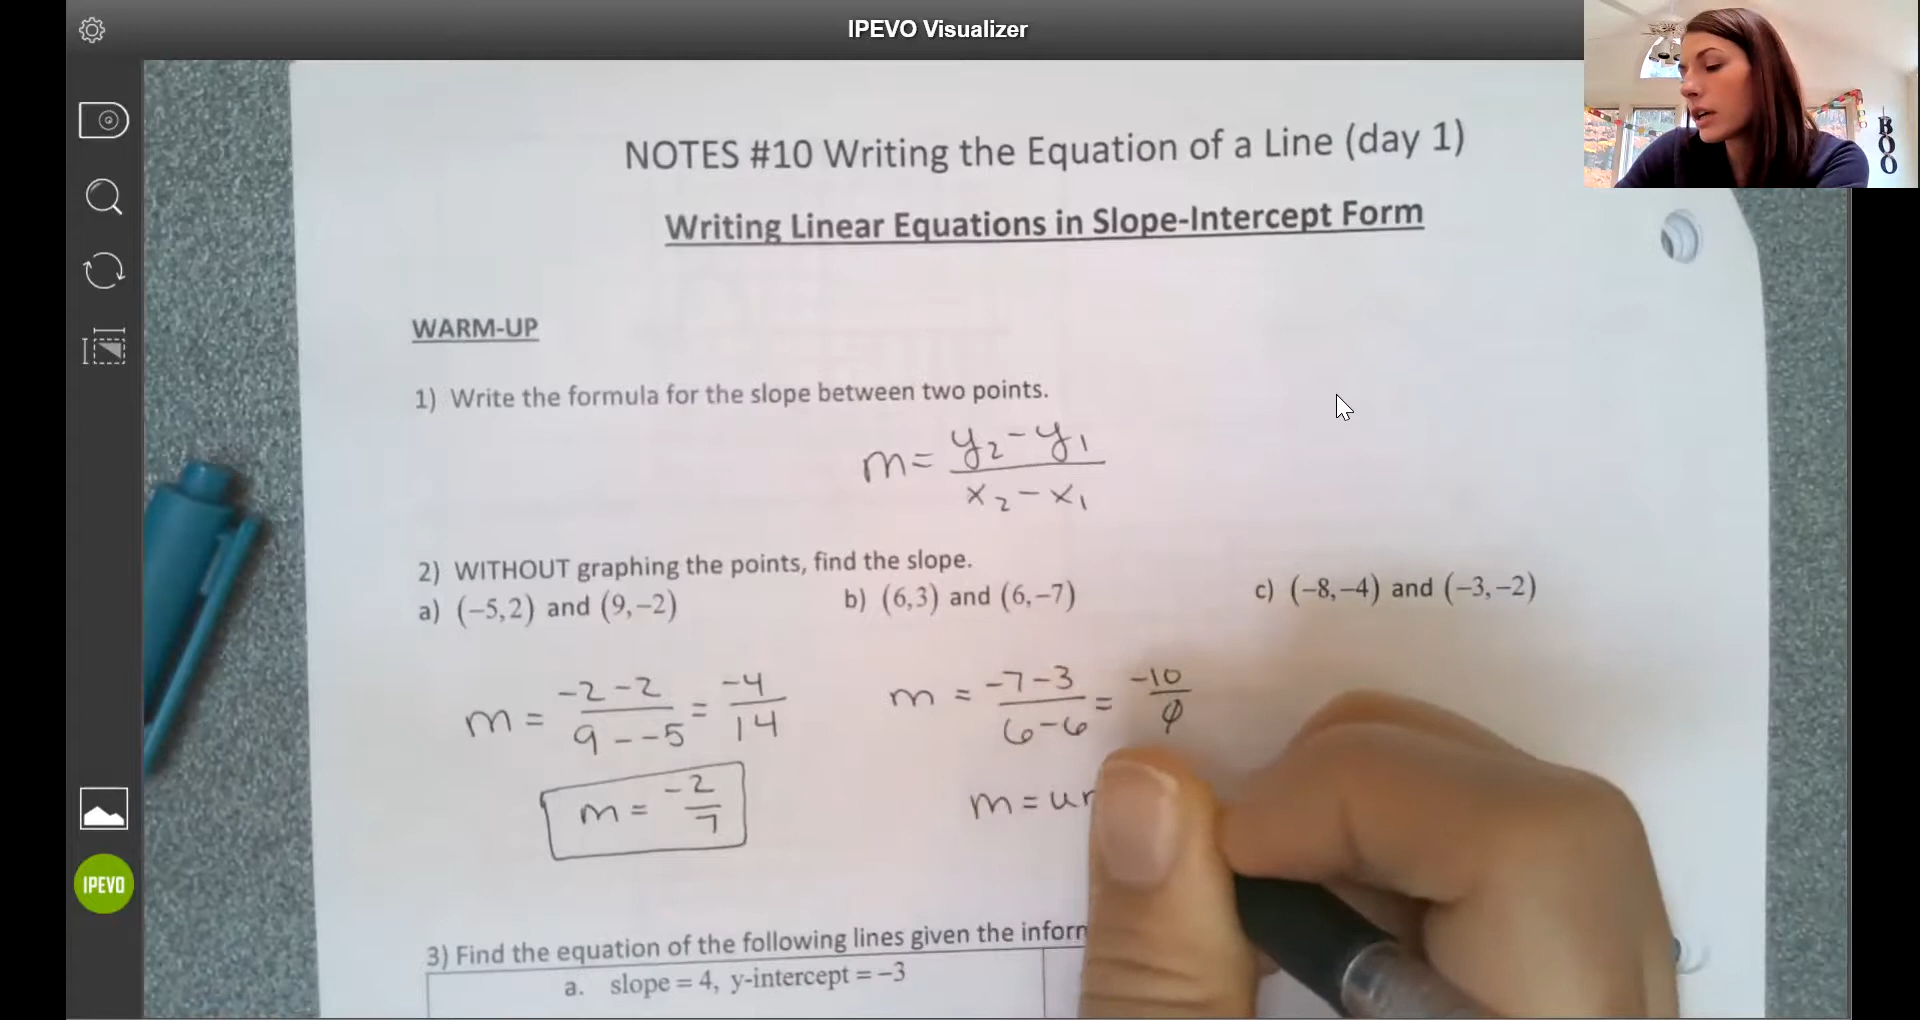 IPEVO Visualizer
BOO
NOTES #10 Writing the Equation of a Line (day 1)
Writing Linear Equations in Slope-Intercept Form
WARM-UP
1) Write the formula for the slope between two points.
m = y₂ - y₁ / x₂ - x₁
2) WITHOUT graphing the points, find the slope.
a) (−5,2) and (9,−2) b) (6,3) and (6,−7) c) (−8,−4) and (−3,−2)
m = -2 -2 / 9 - -5 = -4 / 14 m = -7-3 / 6-6 = -10 / 0
m = -2/7 m = un
IPEVO
3) Find the equation of the following lines given the inform
a. slope = 4, y-intercept = −3